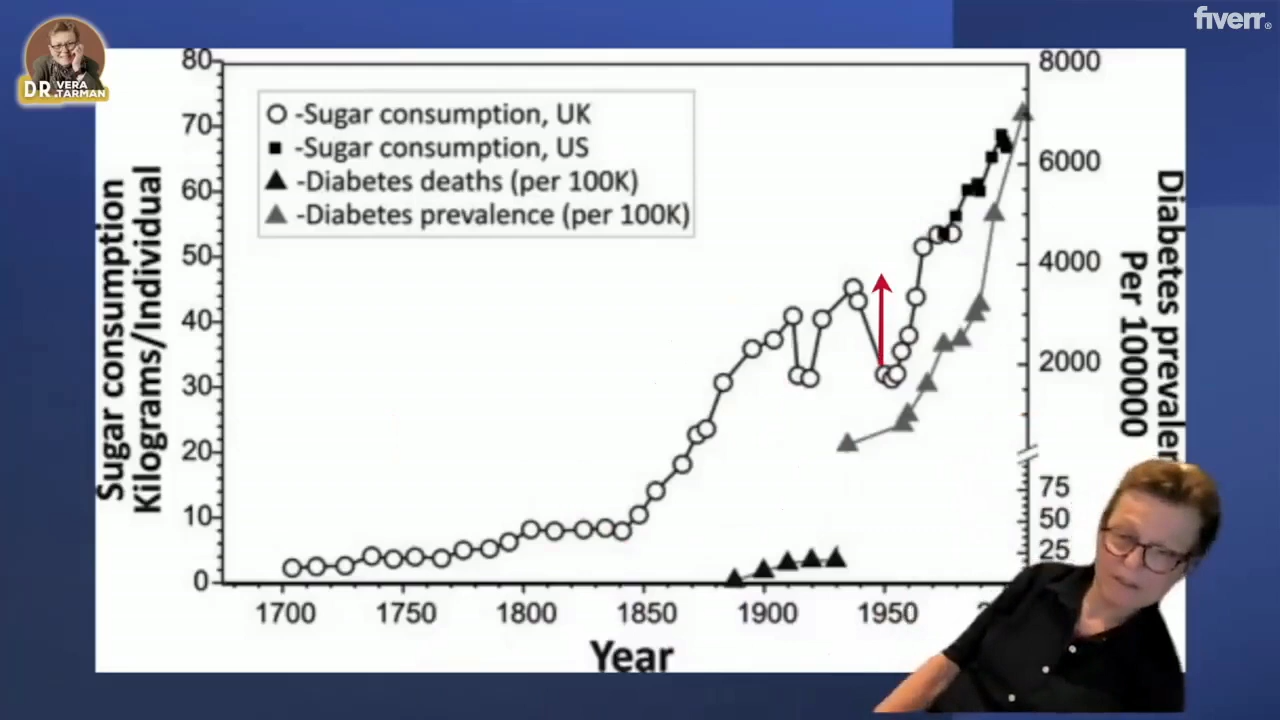 fiverr.
DR. VERA TARMAN
80
70
60
50
40
30
20
10
0
Sugar consumption
Kilograms/Individual
-Sugar consumption, UK
-Sugar consumption, US
-Diabetes deaths (per 100K)
-Diabetes prevalence (per 100K)
8000
6000
4000
2000
75
50
25
Diabetes
Per 100000
1700
1750
1800
1850
1900
1950
Year